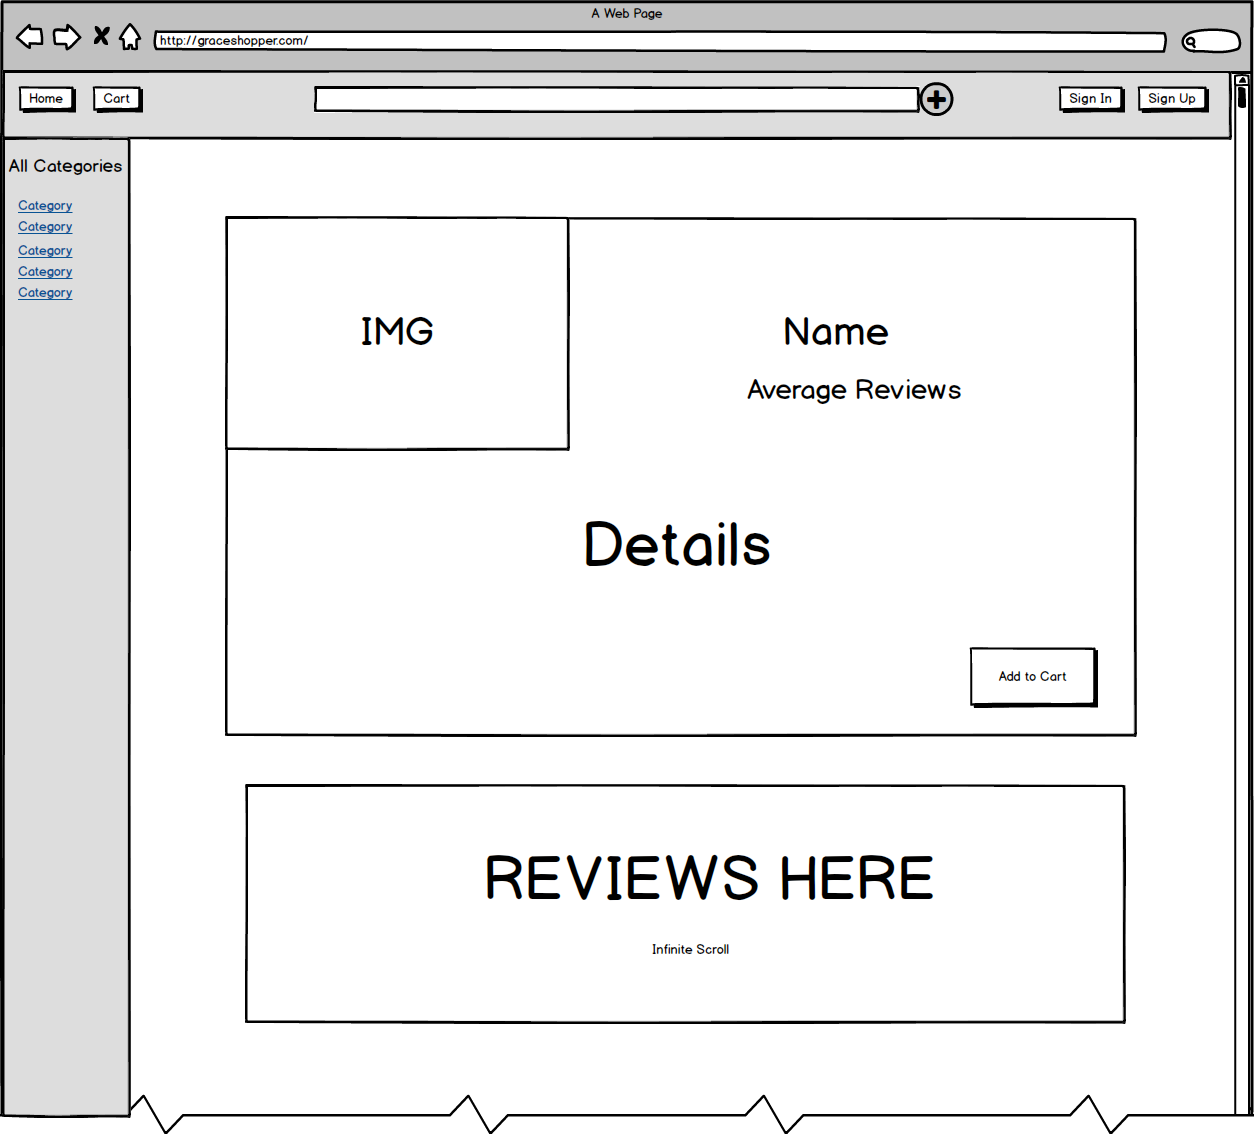 A Web Page
http://graceshopper.com/
Home Cart Sign In Sign Up
All Categories
Category
Category
Category
Category
Category
IMG
Name
Average Reviews
Details
Add to Cart
REVIEWS HERE
Infinite Scroll